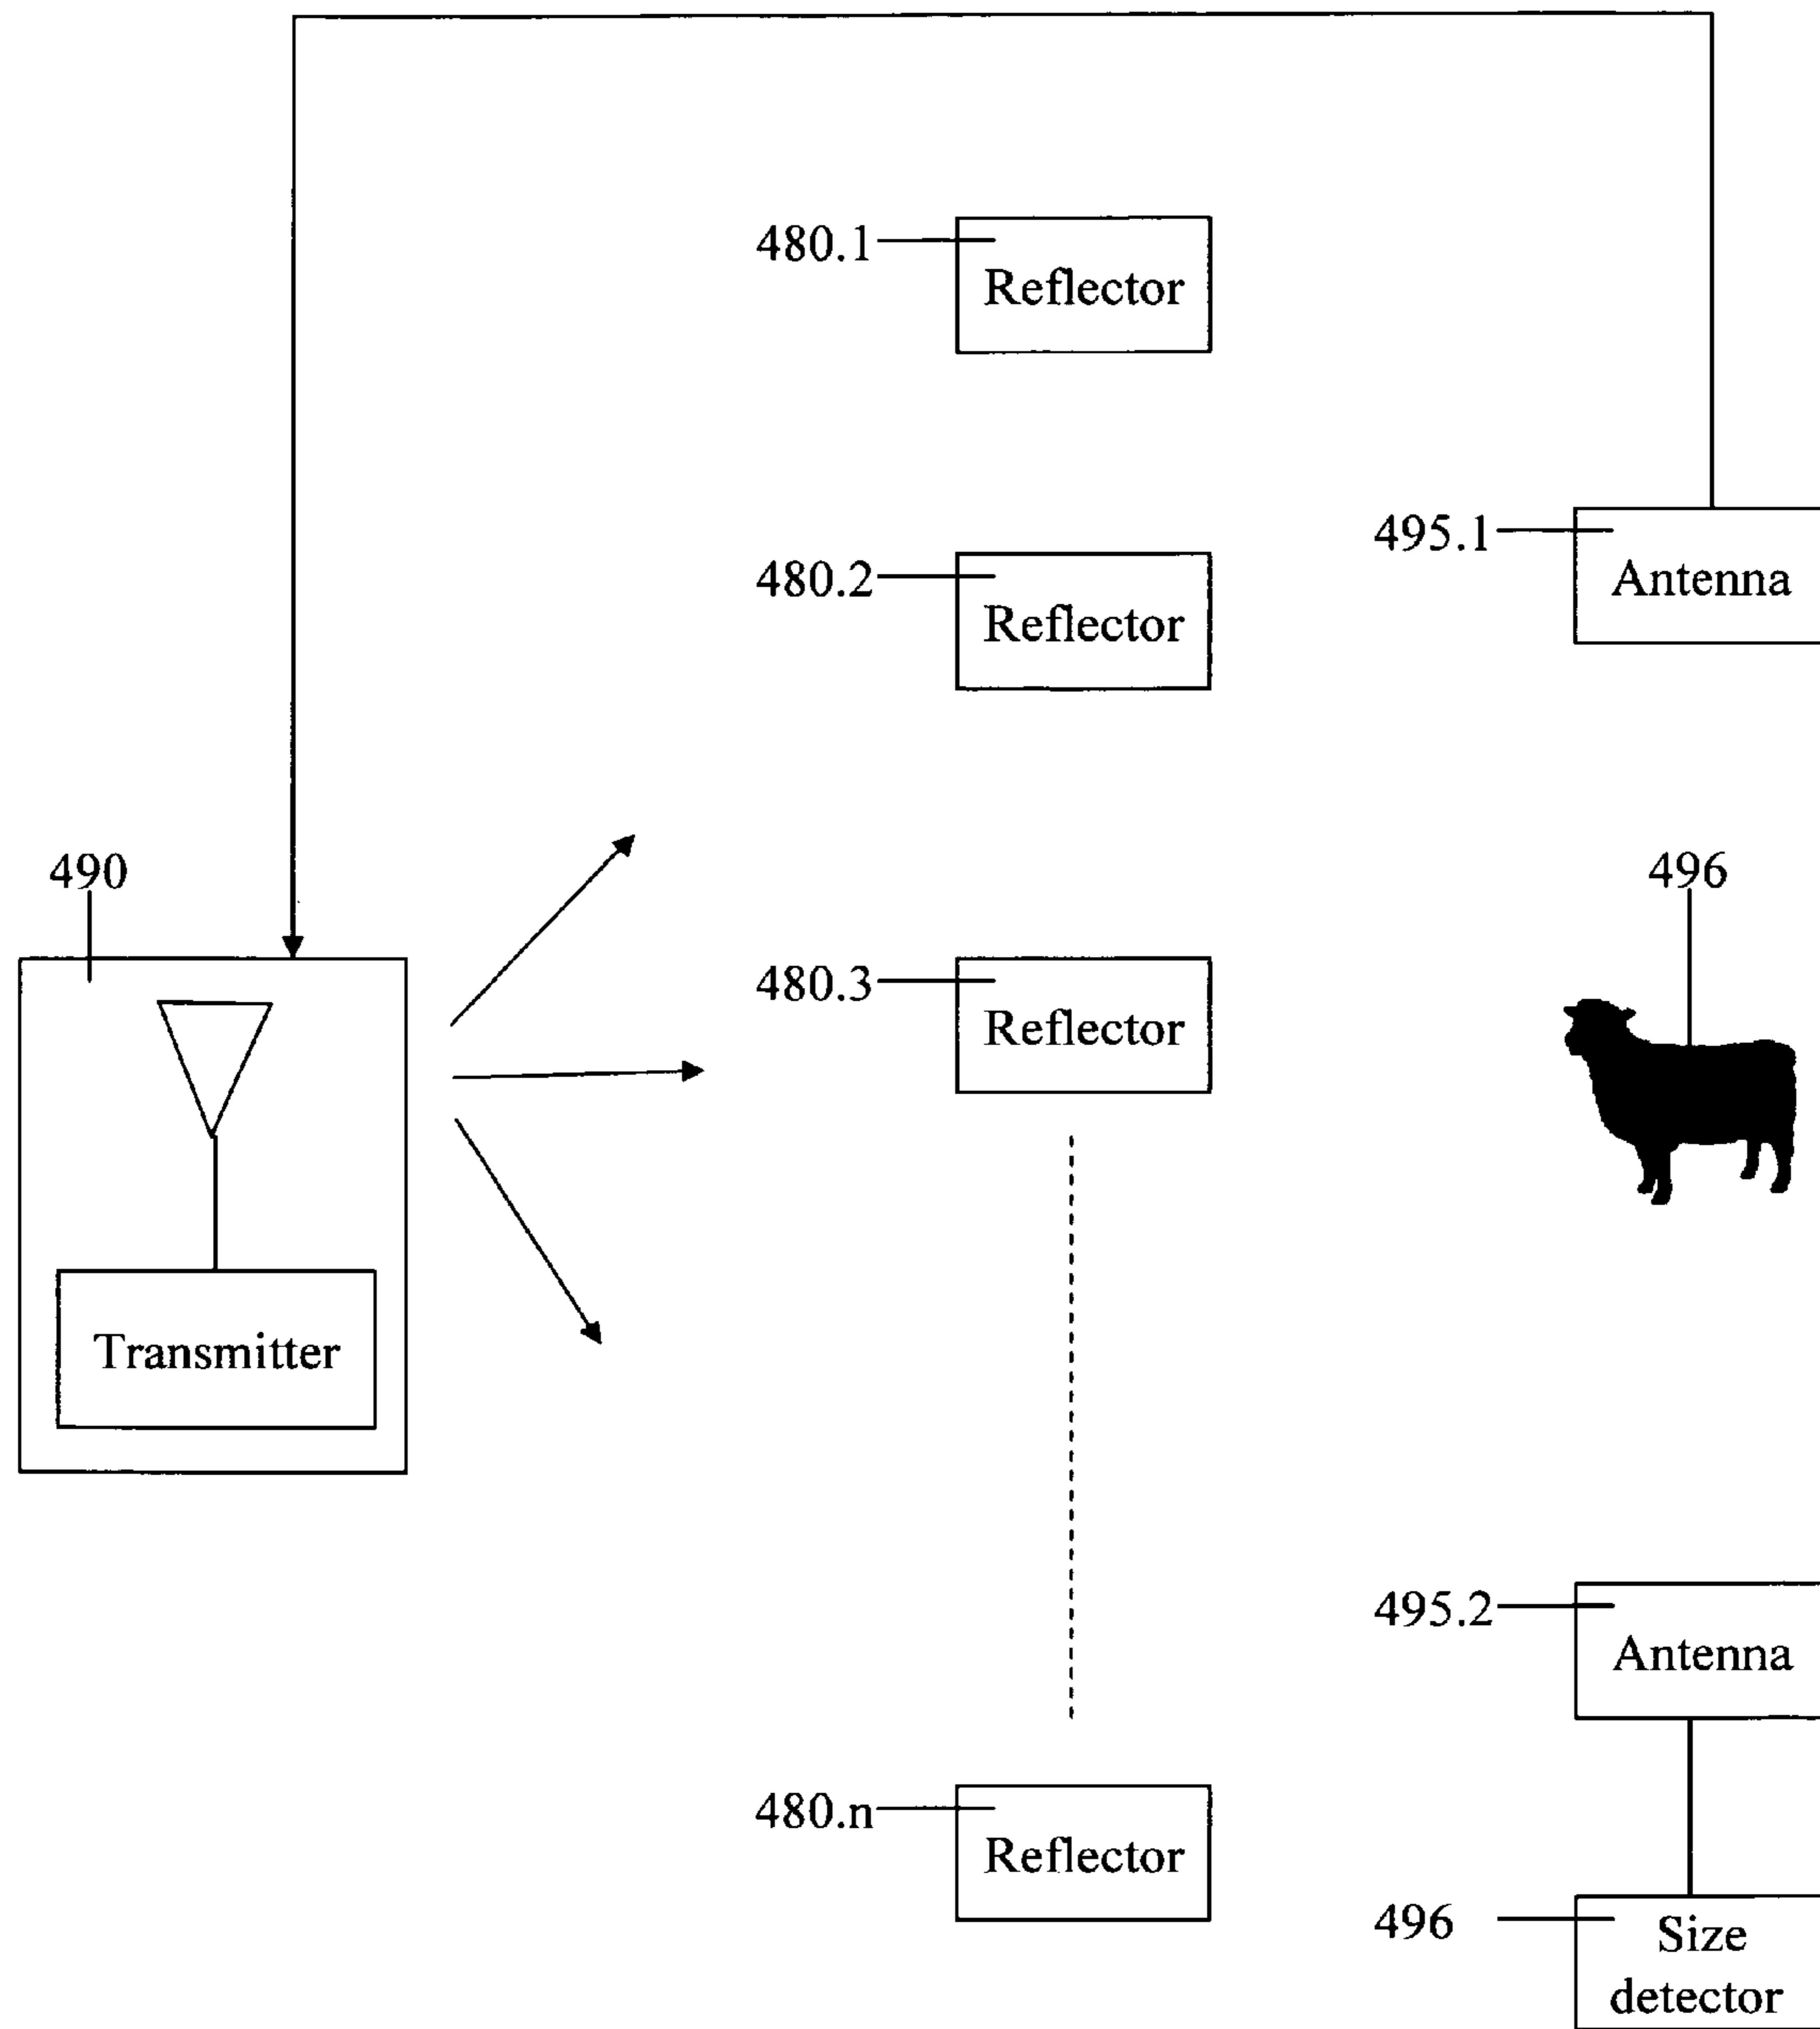 480.1
Reflector
480.2
Reflector
495.1
Antenna
490
496
480.3
Reflector
Transmitter
495.2
Antenna
480.n
Reflector
496
Size
detector